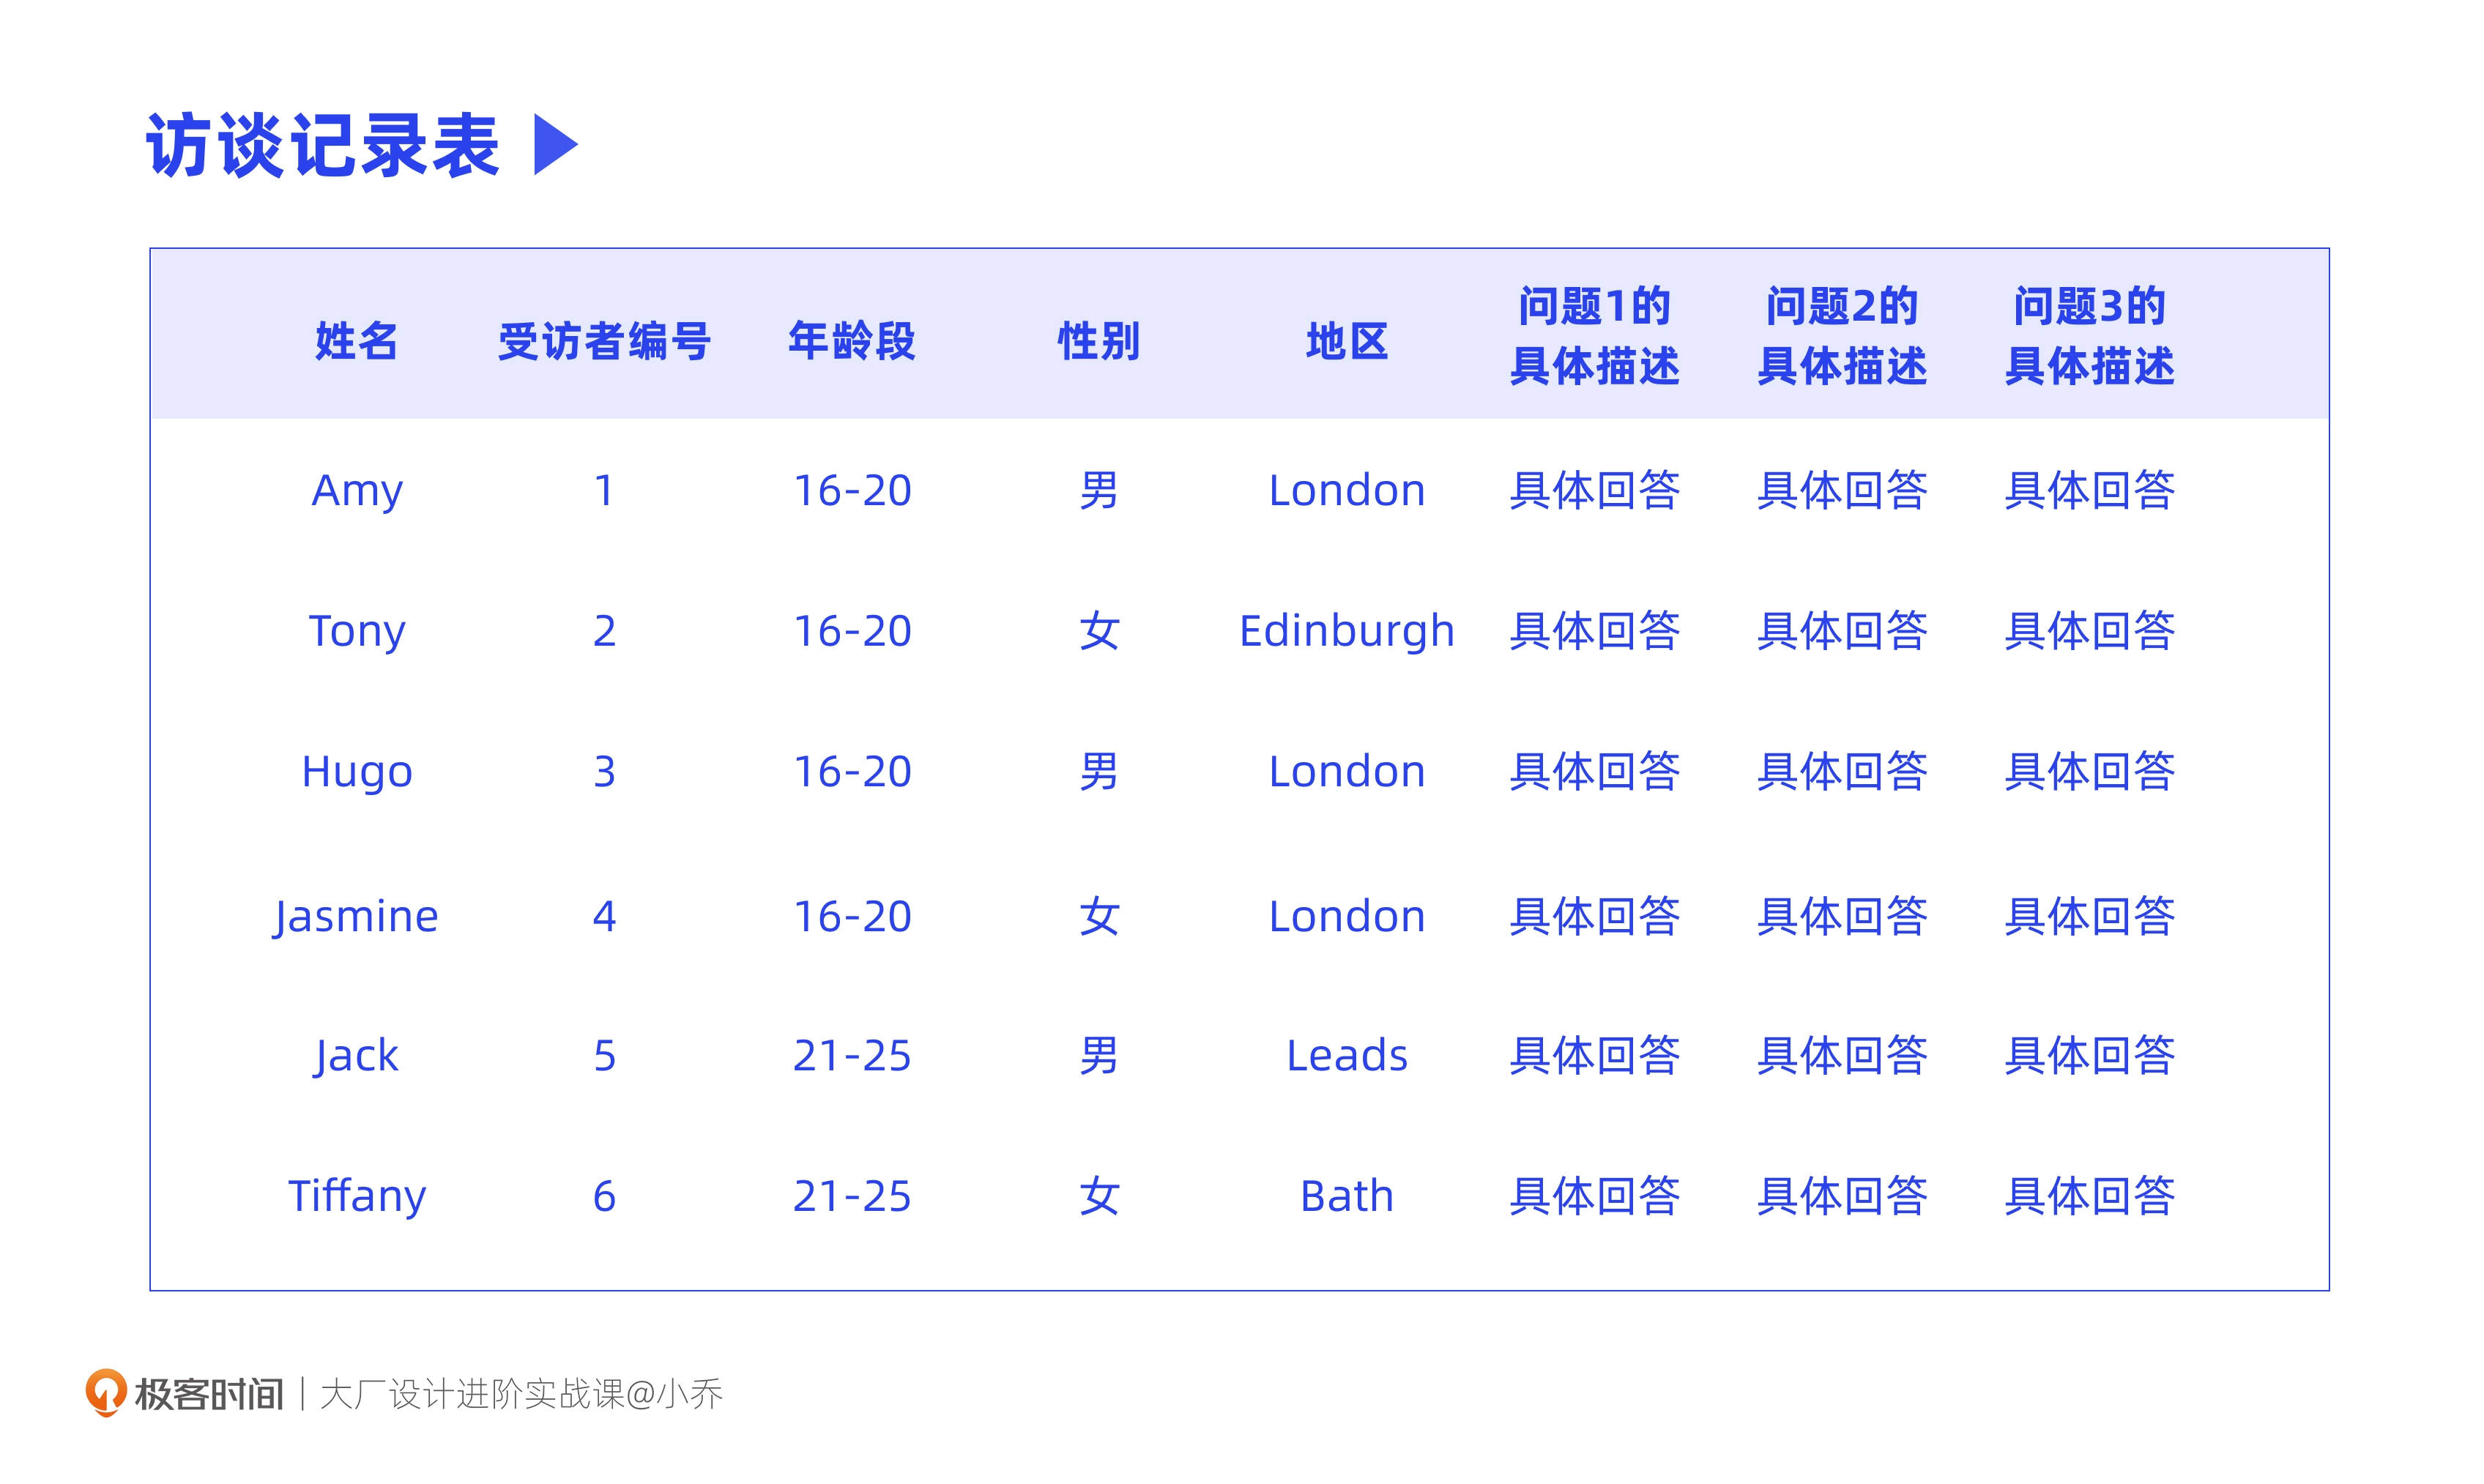 访谈记录表
姓名 受访者编号 年龄段 性别 地区 问题1的 问题2的 问题3的
具体描述 具体描述 具体描述
Amy 1 16-20 男 London 具体回答 具体回答 具体回答
Tony 2 16-20 女 Edinburgh 具体回答 具体回答 具体回答
Hugo 3 16-20 男 London 具体回答 具体回答 具体回答
Jasmine 4 16-20 女 London 具体回答 具体回答 具体回答
Jack 5 21-25 男 Leads 具体回答 具体回答 具体回答
Tiffany 6 21-25 女 Bath 具体回答 具体回答 具体回答
极客时间 | 大厂设计进阶实战课@小乔